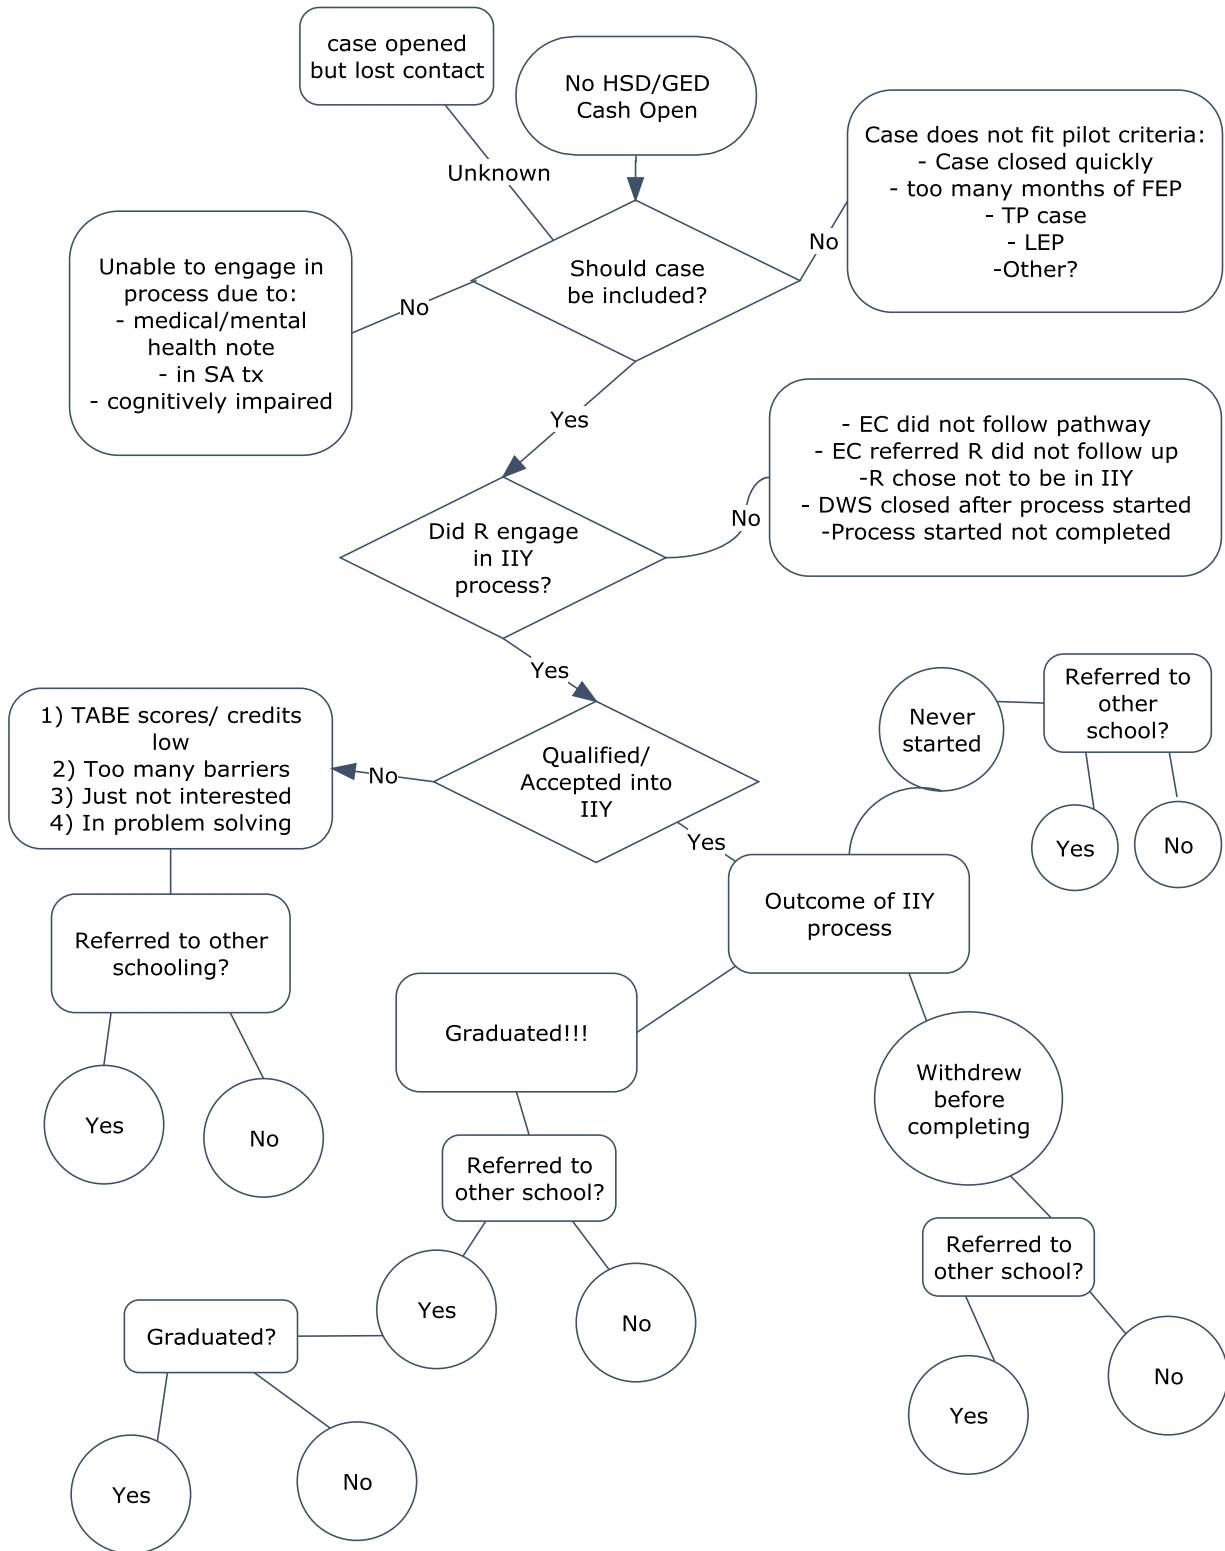 case opened
but lost contact
No HSD/GED
Cash Open
Case does not fit pilot criteria:
- Case closed quickly
- too many months of FEP
- TP case
- LEP
-Other?
Unknown
No
Unable to engage in
process due to:
- medical/mental
health note
- in SA tx
- cognitively impaired
No
Should case
be included?
Yes
- EC did not follow pathway
- EC referred R did not follow up
-R chose not to be in IIY
- DWS closed after process started
-Process started not completed
No
Did R engage
in IIY
process?
Yes
1) TABE scores/ credits
low
2) Too many barriers
3) Just not interested
4) In problem solving
No
Qualified/
Accepted into
IIY
Yes
Never
started
Referred to
other
school?
Yes
No
Outcome of IIY
process
Referred to other
schooling?
Yes
No
Graduated!!!
Withdrew
before
completing
Referred to
other school?
Yes
No
Referred to
other school?
Yes
No
Graduated?
Yes
No